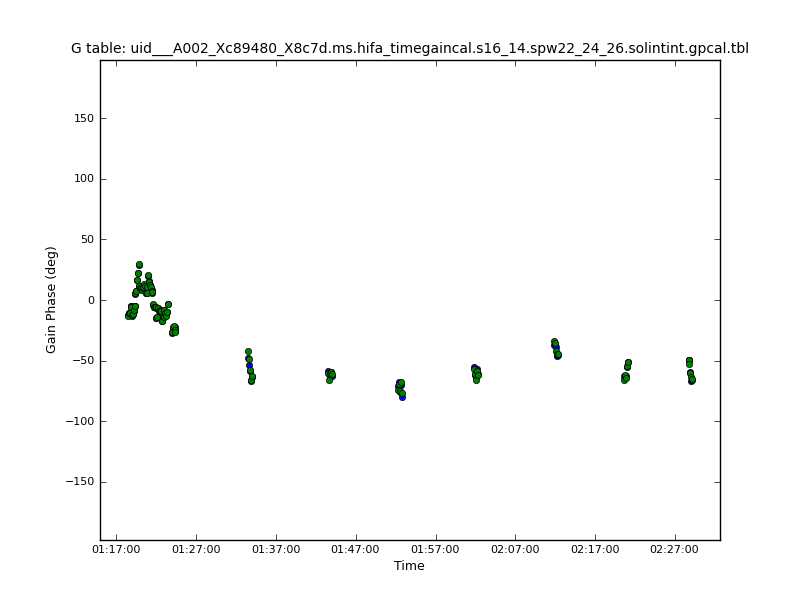 G table: uid___A002_Xc89480_X8c7d.ms.hifa_timegaincal.s16_14.spw22_24_26.solintint.gpcal.tbl
150
100
50
0
−50
−100
−150
Gain Phase (deg)
01:17:00 01:27:00 01:37:00 01:47:00 01:57:00 02:07:00 02:17:00 02:27:00
Time